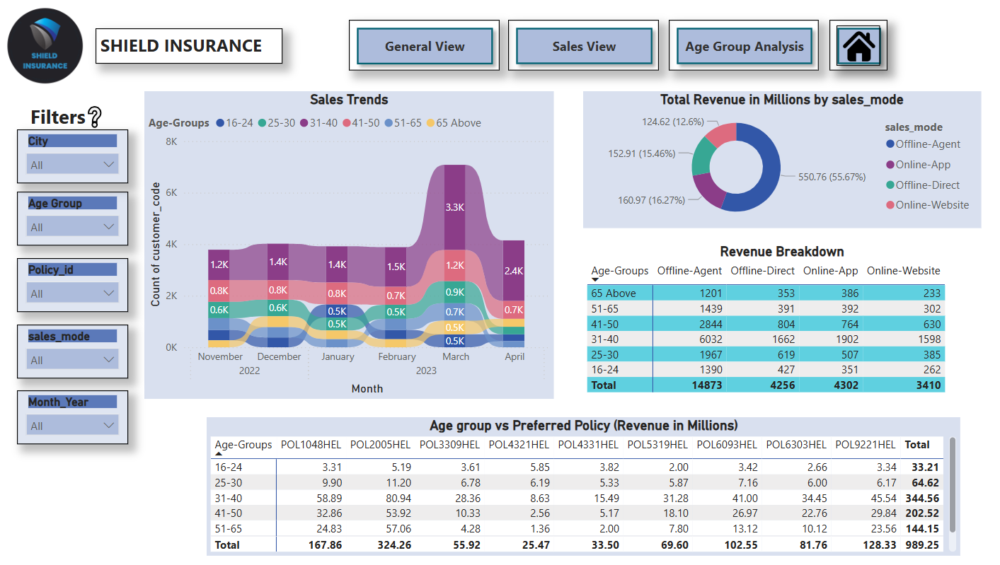 SHIELD
INSURANCE
SHIELD INSURANCE
General View
Sales View
Age Group Analysis
Filters
City
All
Age Group
All
Policy_id
All
sales_mode
All
Month_Year
All
Sales Trends
Age-Groups 16-24 25-30 31-40 41-50 51-65 65 Above
Count of customer_code
8K
6K
4K
2K
0K
1.2K
0.8K
0.6K
1.4K
0.8K
0.6K
1.4K
0.8K
0.5K
0.5K
1.5K
0.7K
0.5K
3.3K
1.2K
0.9K
0.7K
0.5K
0.5K
2.4K
0.7K
November December January February March April
2022 2023
Month
Total Revenue in Millions by sales_mode
124.62 (12.6%)
152.91 (15.46%)
160.97 (16.27%)
550.76 (55.67%)
sales_mode
Offline-Agent
Online-App
Offline-Direct
Online-Website
Revenue Breakdown
Age-Groups Offline-Agent Offline-Direct Online-App Online-Website
65 Above 1201 353 386 233
51-65 1439 391 392 302
41-50 2844 804 764 630
31-40 6032 1662 1902 1598
25-30 1967 619 507 385
16-24 1390 427 351 262
Total 14873 4256 4302 3410
Age group vs Preferred Policy (Revenue in Millions)
Age-Groups POL1048HEL POL2005HEL POL3309HEL POL4321HEL POL4331HEL POL5319HEL POL6093HEL POL6303HEL POL9221HEL Total
16-24 3.31 5.19 3.61 5.85 3.82 2.00 3.42 2.66 3.34 33.21
25-30 9.90 11.20 6.78 6.19 5.33 5.87 7.16 6.00 6.17 64.62
31-40 58.89 80.94 28.36 8.63 15.49 31.28 41.00 34.45 45.54 344.56
41-50 32.86 53.92 10.33 2.56 5.17 18.10 26.97 22.76 29.84 202.52
51-65 24.83 57.06 4.28 1.36 2.00 7.80 13.12 10.12 23.56 144.15
Total 167.86 324.26 55.92 25.47 33.50 69.60 102.55 81.76 128.33 989.25